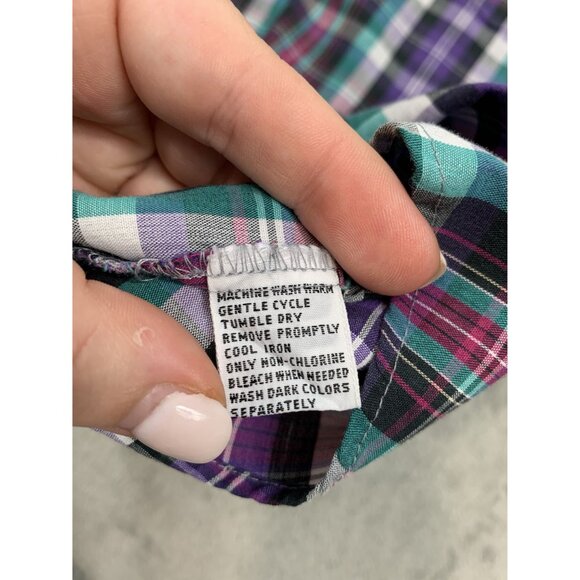 MACHINE WASH WARM
GENTLE CYCLE
TUMBLE DRY
REMOVE PROMPTLY
COOL IRON
ONLY NON-CHLORINE
BLEACH WHEN NEEDED
WASH DARK COLORS
SEPARATELY